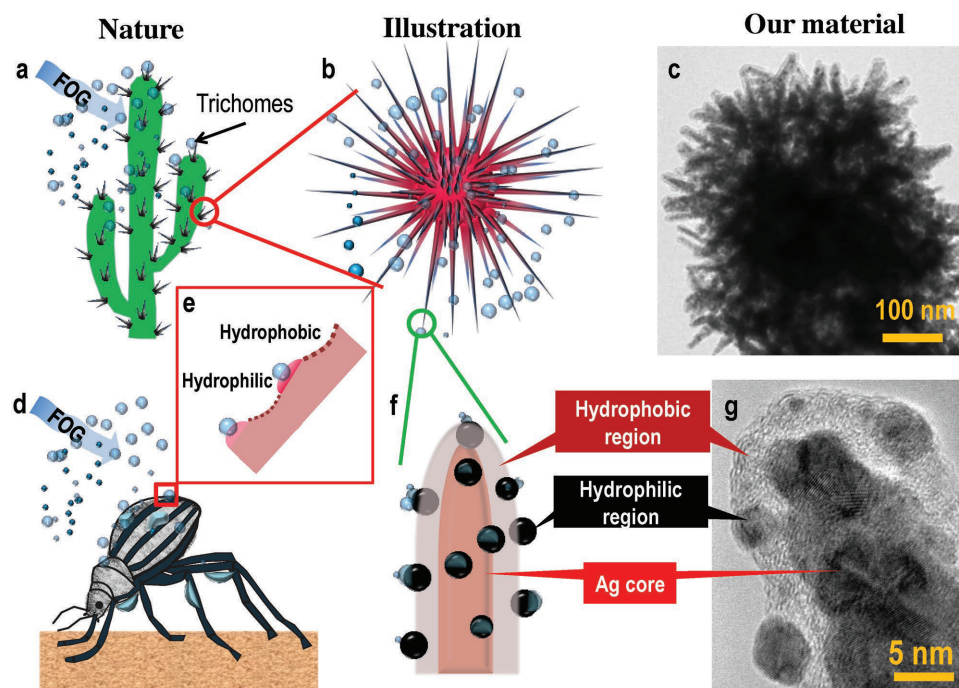 Nature
Illustration
Our material
a
FOG
Trichomes
b
c
100 nm
e
Hydrophobic
Hydrophilic
d
FOG
f
Hydrophobic
region
Hydrophilic
region
Ag core
g
5 nm